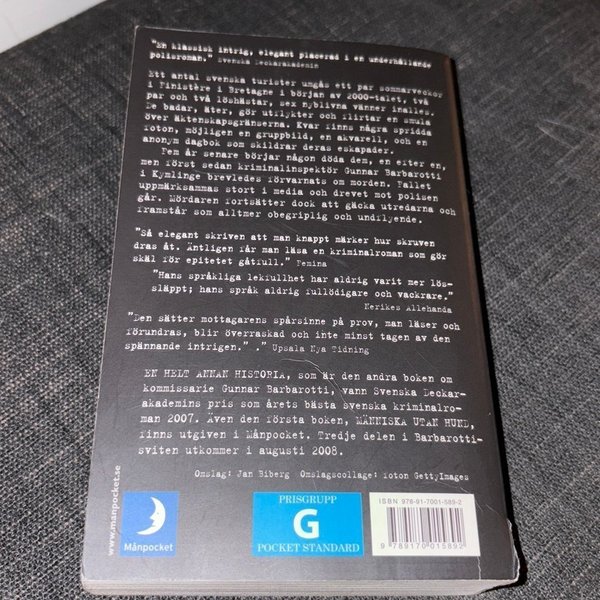 "En klassisk intrig, elegant placerad i en underhållande
polisroman." Svenska Deckarakademin
Ett antal svenska turister umgås ett par sommarveckor
i Finistère i Bretagne i början av 2000-talet, två
par och två löshästar, sex nyblivna vänner inalles.
De badar, äter, gör utflykter och flirtar en smula
över äktenskapsgränserna. Kvar finns några spridda
foton, möjligen en gruppbild, en akvarell, och en
anonym dagbok som skildrar deras eskapader.
Fem år senare börjar någon döda dem, en efter en,
men först sedan kriminalinspektör Gunnar Barbarotti
i Kymlinge brevledes förvarnats om morden. Fallet
uppmärksammas stort i media och drevet mot polisen
går. Mördaren fortsätter dock att gäcka utredarna och
framstår som alltmer obegriplig och undflyende.
"Så elegant skriven att man knappt märker hur skruven
dras åt. Äntligen får man läsa en kriminalroman som gör
skäl för epitetet gåtfull." Femina
"Hans språkliga lekfullhet har aldrig varit mer lös-
släppt; hans språk aldrig fullödigare och vackrare."
Nerikes Allehanda
"Den sätter mottagarens spårsinne på prov, man läser och
förundras, blir överraskad och inte minst tagen av den
spännande intrigen." ." Upsala Nya Tidning
EN HELT ANNAN HISTORIA, som är den andra boken om
kommissarie Gunnar Barbarotti, vann Svenska Deckar-
akademins pris som årets bästa svenska kriminalro-
man 2007. Även den första boken, MÄNNISKA UTAN HUND,
finns utgiven i Månpocket. Tredje delen i Barbarotti-
sviten utkommer i augusti 2008.
Omslag: Jan Biberg Omslagscollage: foton GettyImages
www.manpocket.se
Månpocket
PRISGRUPP
G
POCKET STANDARD
ISBN 978-91-7001-589-2
9 789170 015892